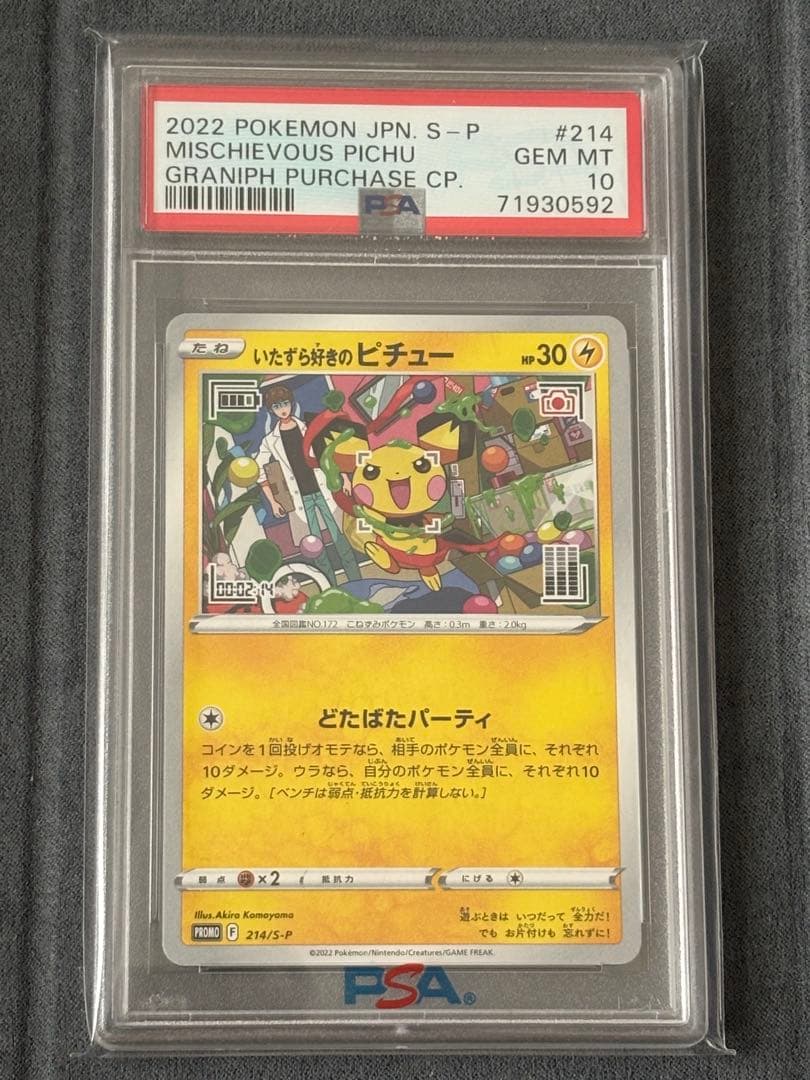 2022 POKEMON JPN. S-P #214
MISCHIEVOUS PICHU GEM MT
GRANIPH PURCHASE CP. 10
PSA 71930592
たね いたずら好きのピチュー HP 30
00:02:14
全国図鑑NO.172 こねずみポケモン 高さ:0.3m 重さ:2.0kg
どたばたパーティ
コインを1回投げオモテなら、相手のポケモン全員に、それぞれ
10ダメージ。ウラなら、自分のポケモン全員に、それぞれ10
ダメージ。[ベンチは弱点・抵抗力を計算しない。]
弱点 ×2 抵抗力 にげる
Illus.Akira Komayama
遊ぶときは いつだって 全力だ!
でも お片付けも 忘れずに!
PROMO F 214/S-P
©2022 Pokémon/Nintendo/Creatures/GAME FREAK.
PSA®